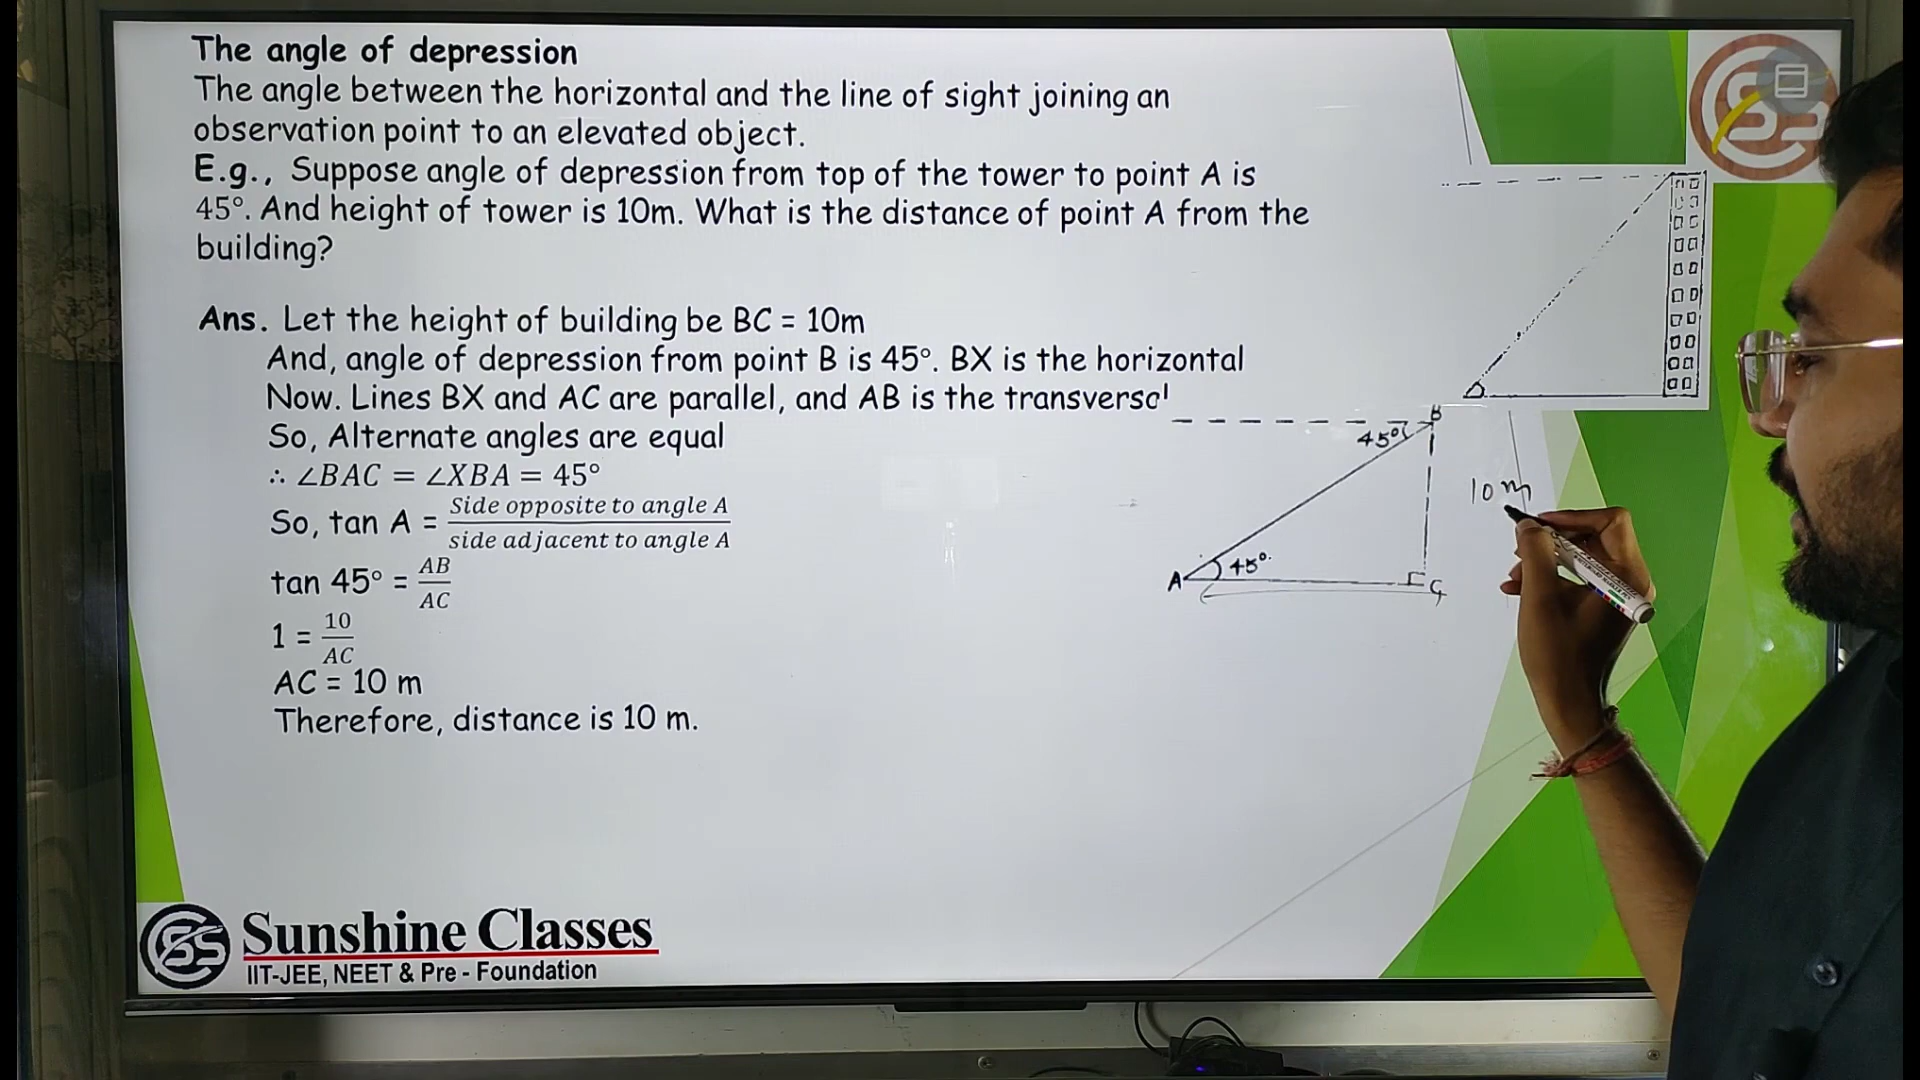 The angle of depression
The angle between the horizontal and the line of sight joining an
observation point to an elevated object.
E.g., Suppose angle of depression from top of the tower to point A is
45°. And height of tower is 10m. What is the distance of point A from the
building?
Ans. Let the height of building be BC = 10m
And, angle of depression from point B is 45°. BX is the horizontal
Now. Lines BX and AC are parallel, and AB is the
So, Alternate angles are equal
∴ ∠BAC = ∠XBA = 45°
So, tan A = Side opposite to angle A / side adjacent to angle A
tan 45° = AB / AC
1 = 10 / AC
AC = 10 m
Therefore, distance is 10 m.
B
45°
10 m
A 45°. C
Sunshine Classes
IIT-JEE, NEET & Pre - Foundation